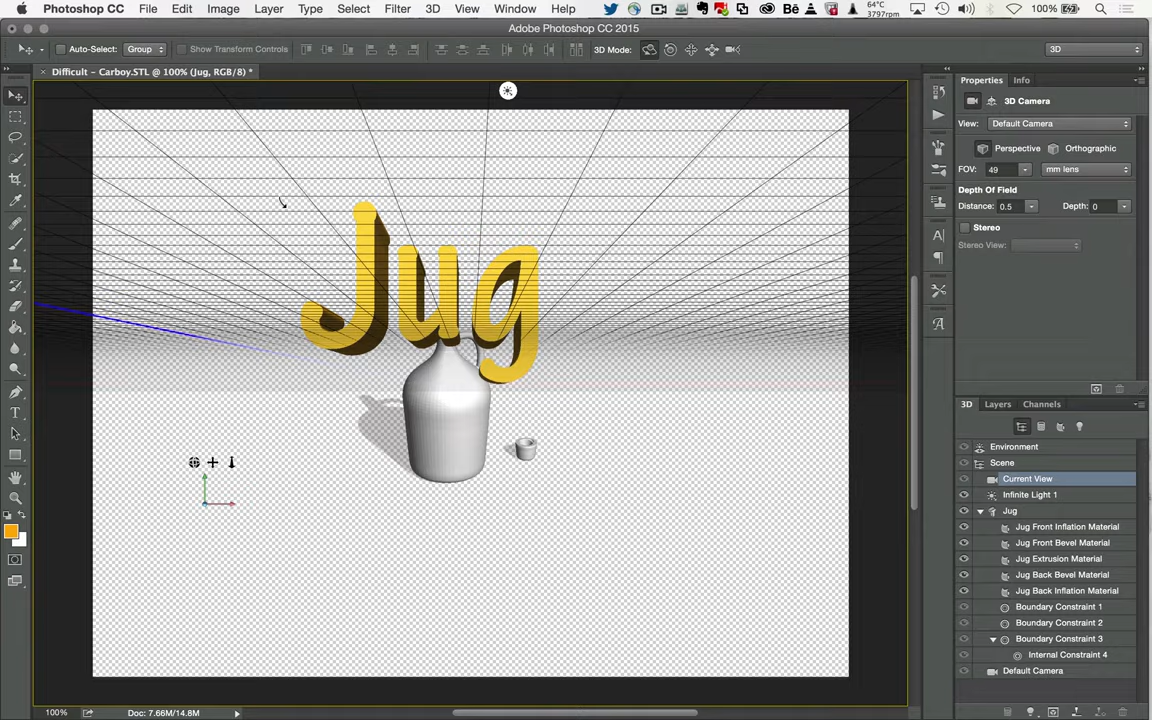 Photoshop CC File Edit Image Layer Type Select Filter 3D View Window Help 64°C 3797rpm 100%
Adobe Photoshop CC 2015
Auto-Select: Group Show Transform Controls 3D Mode: 3D
Difficult - Carboy.STL @ 100% (Jug, RGB/8) *
Properties Info
3D Camera
View: Default Camera
Perspective Orthographic
FOV: 49 mm lens
Depth Of Field
Distance: 0.5 Depth: 0
Stereo
Stereo View:
Jug
3D Layers Channels
Environment
Scene
Current View
Infinite Light 1
Jug
Jug Front Inflation Material
Jug Front Bevel Material
Jug Extrusion Material
Jug Back Bevel Material
Jug Back Inflation Material
Boundary Constraint 1
Boundary Constraint 2
Boundary Constraint 3
Internal Constraint 4
Default Camera
100% Doc: 7.66M/14.8M